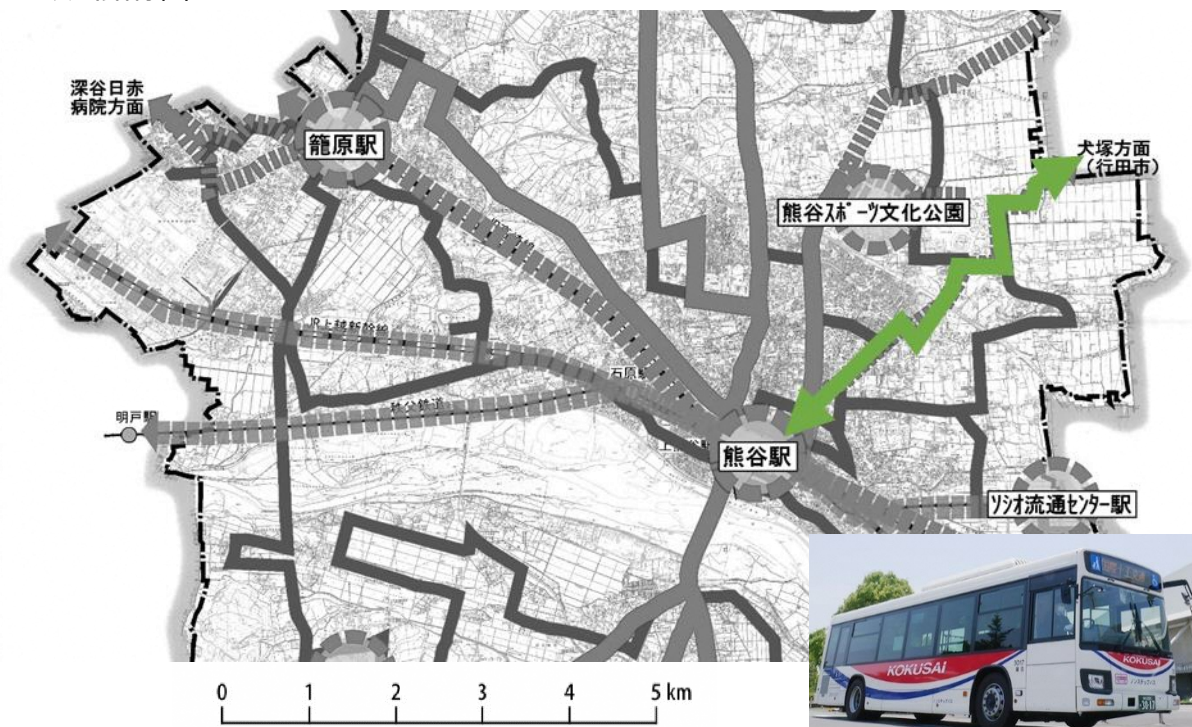 深谷日赤
病院方面
籠原駅
犬塚方面
（行田市）
熊谷スポーツ文化公園
JR上越新幹線
石原駅
秩父鉄道
明戸駅
熊谷駅
ソシオ流通センター駅
KOKUSAI
KOKUSAI
0 1 2 3 4 5 km